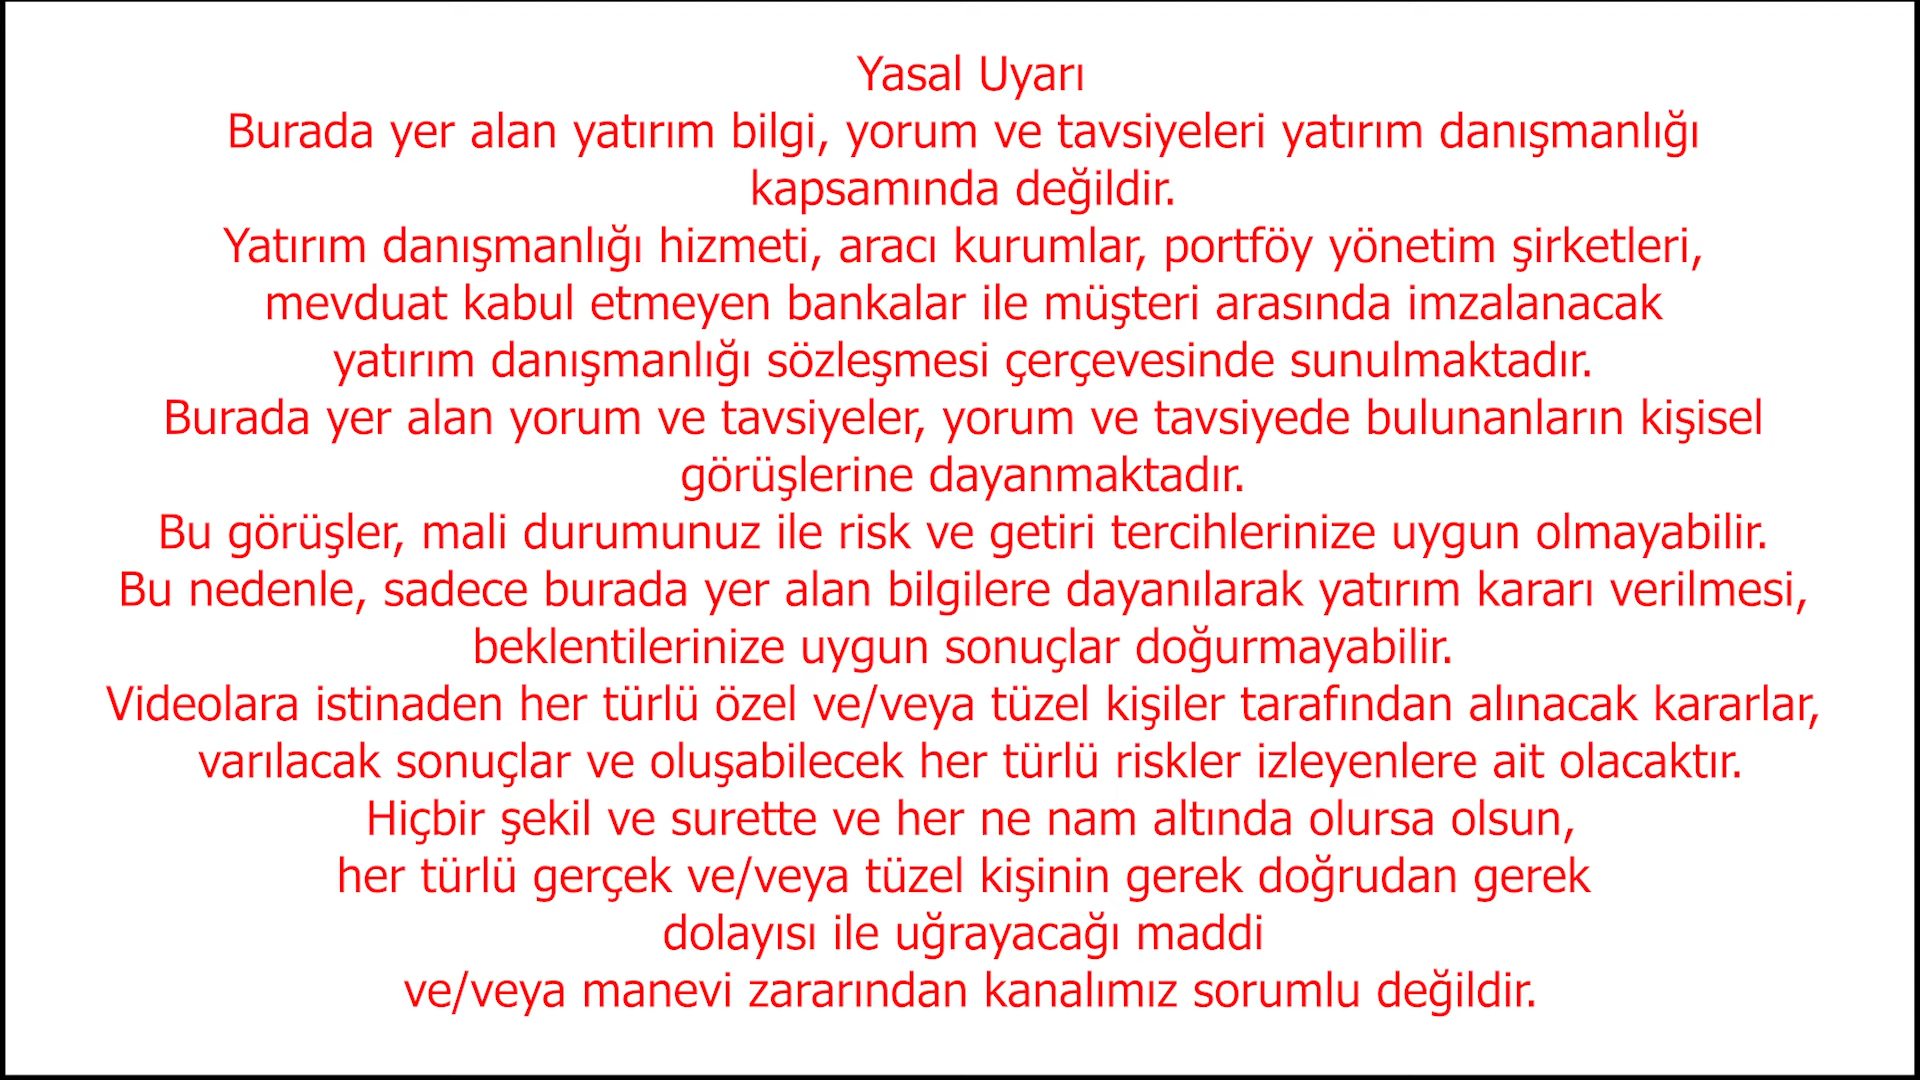 Yasal Uyarı
Burada yer alan yatırım bilgi, yorum ve tavsiyeleri yatırım danışmanlığı
kapsamında değildir.
Yatırım danışmanlığı hizmeti, aracı kurumlar, portföy yönetim şirketleri,
mevduat kabul etmeyen bankalar ile müşteri arasında imzalanacak
yatırım danışmanlığı sözleşmesi çerçevesinde sunulmaktadır.
Burada yer alan yorum ve tavsiyeler, yorum ve tavsiyede bulunanların kişisel
görüşlerine dayanmaktadır.
Bu görüşler, mali durumunuz ile risk ve getiri tercihlerinize uygun olmayabilir.
Bu nedenle, sadece burada yer alan bilgilere dayanılarak yatırım kararı verilmesi,
beklentilerinize uygun sonuçlar doğurmayabilir.
Videolara istinaden her türlü özel ve/veya tüzel kişiler tarafından alınacak kararlar,
varılacak sonuçlar ve oluşabilecek her türlü riskler izleyenlere ait olacaktır.
Hiçbir şekil ve surette ve her ne nam altında olursa olsun,
her türlü gerçek ve/veya tüzel kişinin gerek doğrudan gerek
dolayısı ile uğrayacağı maddi
ve/veya manevi zararından kanalımız sorumlu değildir.